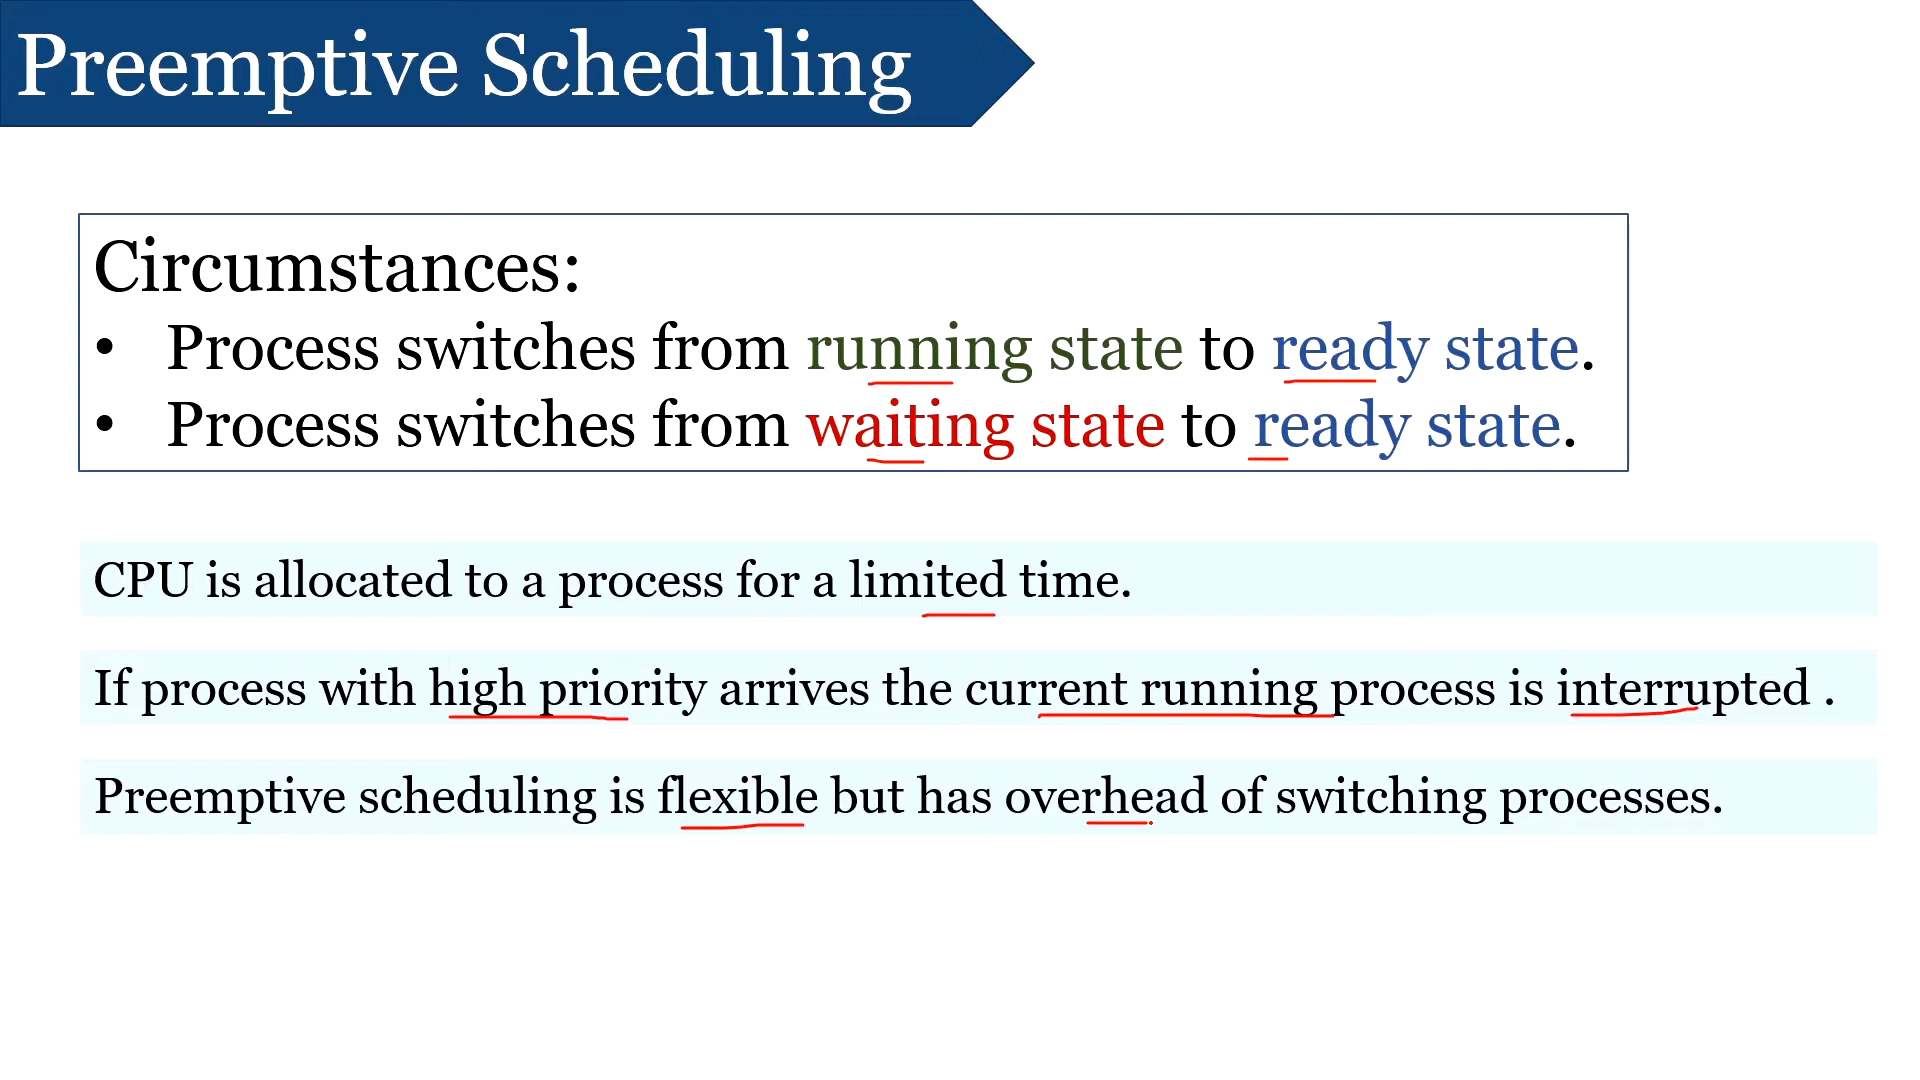 Preemptive Scheduling
Circumstances:
• Process switches from running state to ready state.
• Process switches from waiting state to ready state.
CPU is allocated to a process for a limited time.
If process with high priority arrives the current running process is interrupted .
Preemptive scheduling is flexible but has overhead of switching processes.